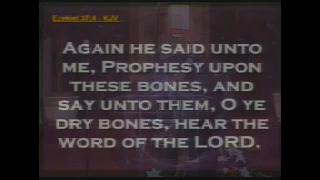 Ezekiel 37:4 - KJV
AGAIN HE SAID UNTO
ME, PROPHESY UPON
THESE BONES, AND
SAY UNTO THEM, O YE
DRY BONES, HEAR THE
WORD OF THE LORD.